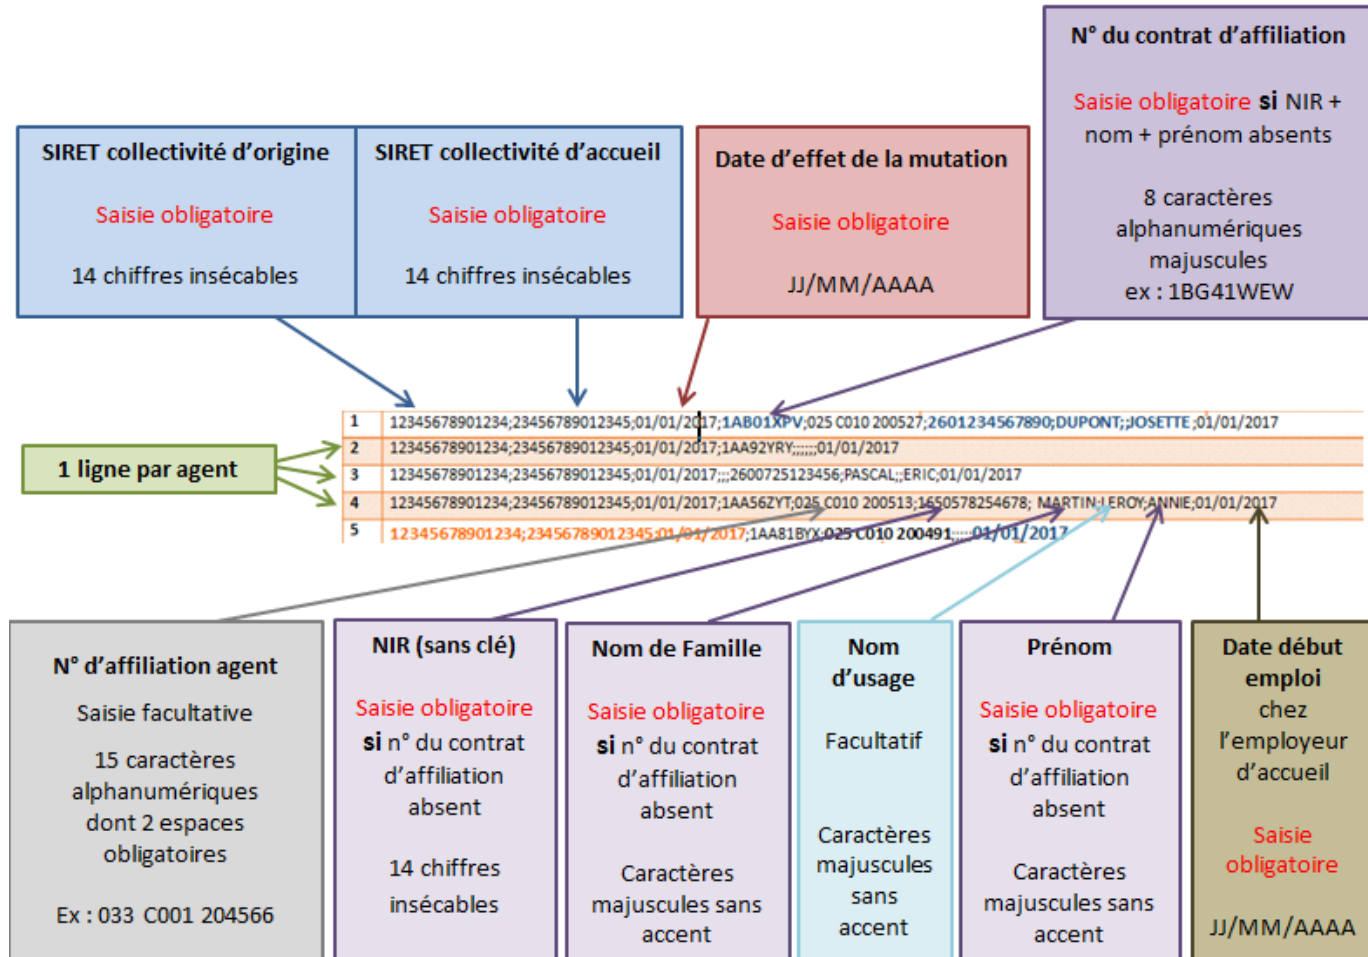 N° du contrat d'affiliation
Saisie obligatoire si NIR +
nom + prénom absents
8 caractères
alphanumériques
majuscules
ex : 1BG41WEW
SIRET collectivité d'origine
Saisie obligatoire
14 chiffres insécables
SIRET collectivité d'accueil
Saisie obligatoire
14 chiffres insécables
Date d'effet de la mutation
Saisie obligatoire
JJ/MM/AAAA
1 ligne par agent
1 12345678901234;23456789012345;01/01/2017;1AB01XPV;025 C010 200527;2601234567890;DUPONT;;JOSETTE;01/01/2017
2 12345678901234;23456789012345;01/01/2017;1AA92YRY;;;;;;01/01/2017
3 12345678901234;23456789012345;01/01/2017;;;2600725123456;PASCAL;;ERIC;01/01/2017
4 12345678901234;23456789012345;01/01/2017;1AA56ZYT;025 C010 200513;1650578254678; MARTIN;LEROY;ANNIE;01/01/2017
5 12345678901234;23456789012345;01/01/2017;1AA81BYX;025 C010 200491;;;;;01/01/2017
N° d'affiliation agent
Saisie facultative
15 caractères
alphanumériques
dont 2 espaces
obligatoires
Ex : 033 C001 204566
NIR (sans clé)
Saisie obligatoire
si n° du contrat
d'affiliation
absent
14 chiffres
insécables
Nom de Famille
Saisie obligatoire
si n° du contrat
d'affiliation
absent
Caractères
majuscules sans
accent
Nom
d'usage
Facultatif
Caractères
majuscules
sans
accent
Prénom
Saisie obligatoire
si n° du contrat
d'affiliation
absent
Caractères
majuscules sans
accent
Date début
emploi
chez
l'employeur
d'accueil
Saisie
obligatoire
JJ/MM/AAAA